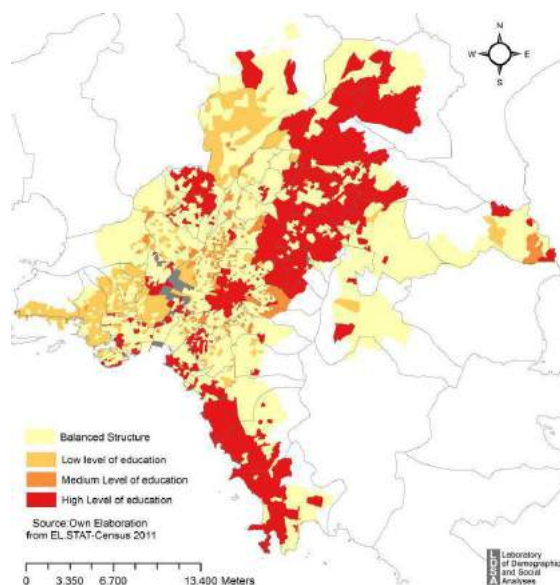 N
W E
S
Balanced Structure
Low level of education
Medium Level of education
High Level of education
Source:Own Elaboration
from EL.STAT-Census 2011
0 3.350 6.700 13.400 Meters
LDSA
Laboratory
of Demographic
and Social
Analyses